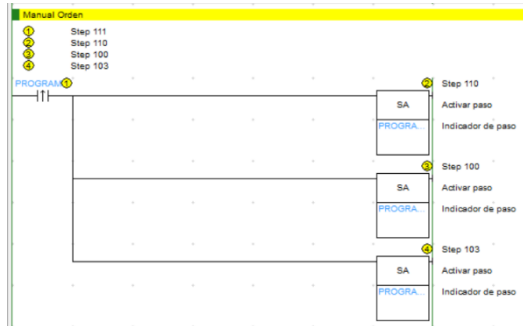 Manual Orden
1 Step 111
2 Step 110
3 Step 100
4 Step 103
PROGRAM 1
2 Step 110
SA Activar paso
PROGRA... Indicador de paso
3 Step 100
SA Activar paso
PROGRA... Indicador de paso
4 Step 103
SA Activar paso
PROGRA... Indicador de paso